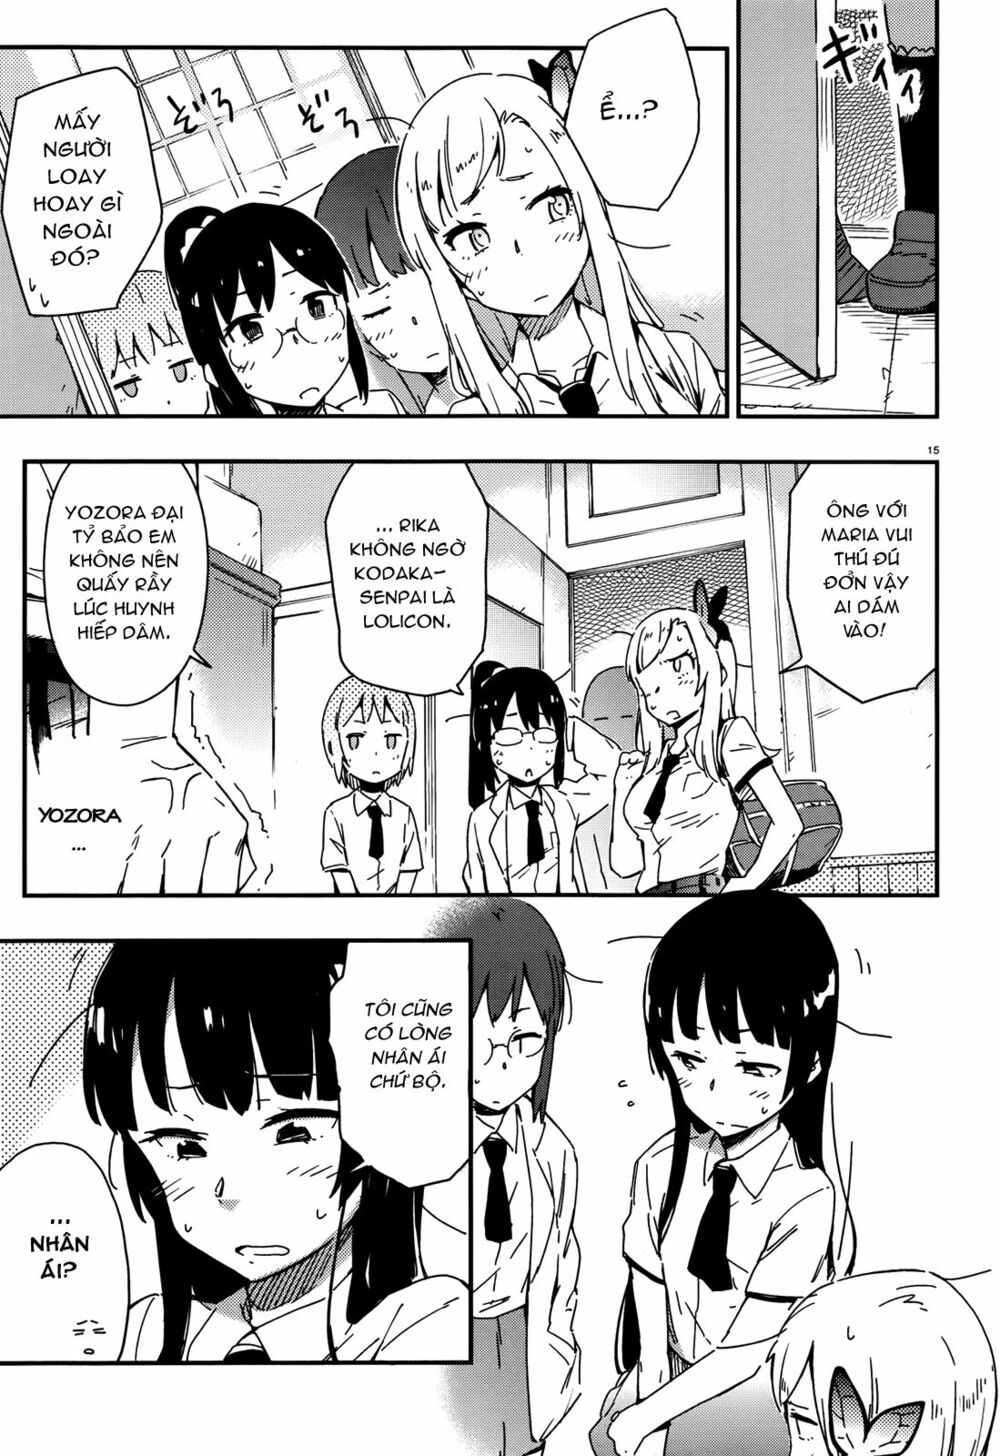 ギィィ
Ể...?
ぞろ
ぞろ
MẤY
NGƯỜI
LOAY
HOAY GÌ
NGOÀI
ĐÓ?
15
ÔNG VỚI
MARIA VUI
THÚ ĐÚ
ĐỞN VẬY
AI DÁM
VÀO!
... RIKA
KHÔNG NGỜ
KODAKA-
SENPAI LÀ
LOLICON.
YOZORA ĐẠI
TỶ BẢO EM
KHÔNG NÊN
QUẤY RẦY
LÚC HUYNH
HIẾP DÂM.
YOZORA
...
TÔI CŨNG
CÓ LÒNG
NHÂN ÁI
CHỨ BỘ.
...
NHÂN
ÁI?